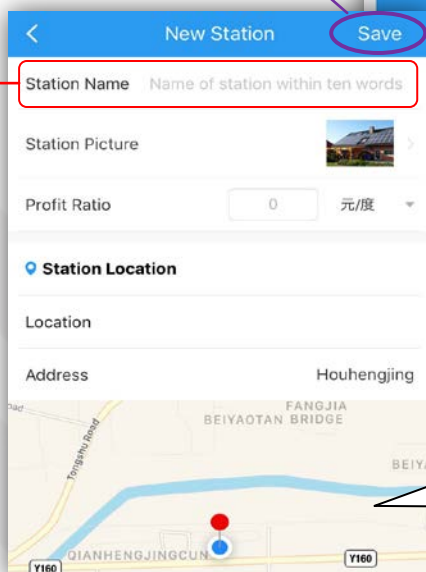 New Station Save
Station Name Name of station within ten words
Station Picture
Profit Ratio 0 元/度
Station Location
Location
Address Houhengjing
FANGJIA
BEIYAOTAN BRIDGE
Tongshu Road
BEIY
QIANHENGJINGCUN
Y160
Y160